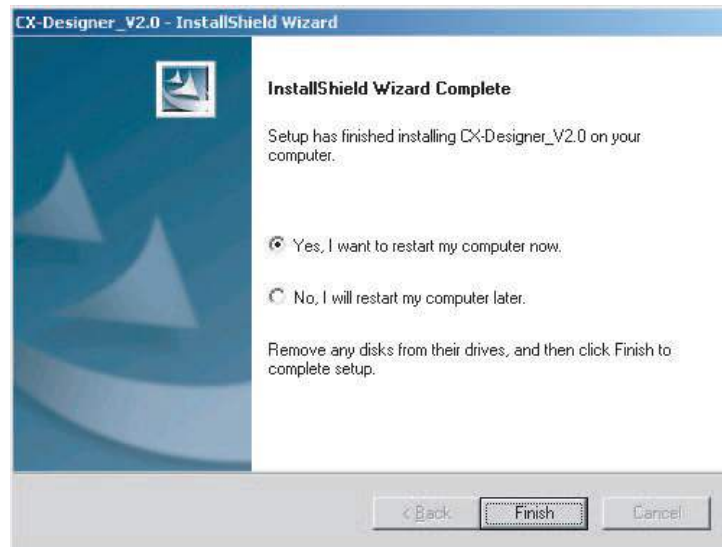 CX-Designer_V2.0 - InstallShield Wizard
InstallShield Wizard Complete
Setup has finished installing CX-Designer_V2.0 on your
computer.
Yes, I want to restart my computer now.
No, I will restart my computer later.
Remove any disks from their drives, and then click Finish to
complete setup.
< Back Finish Cancel